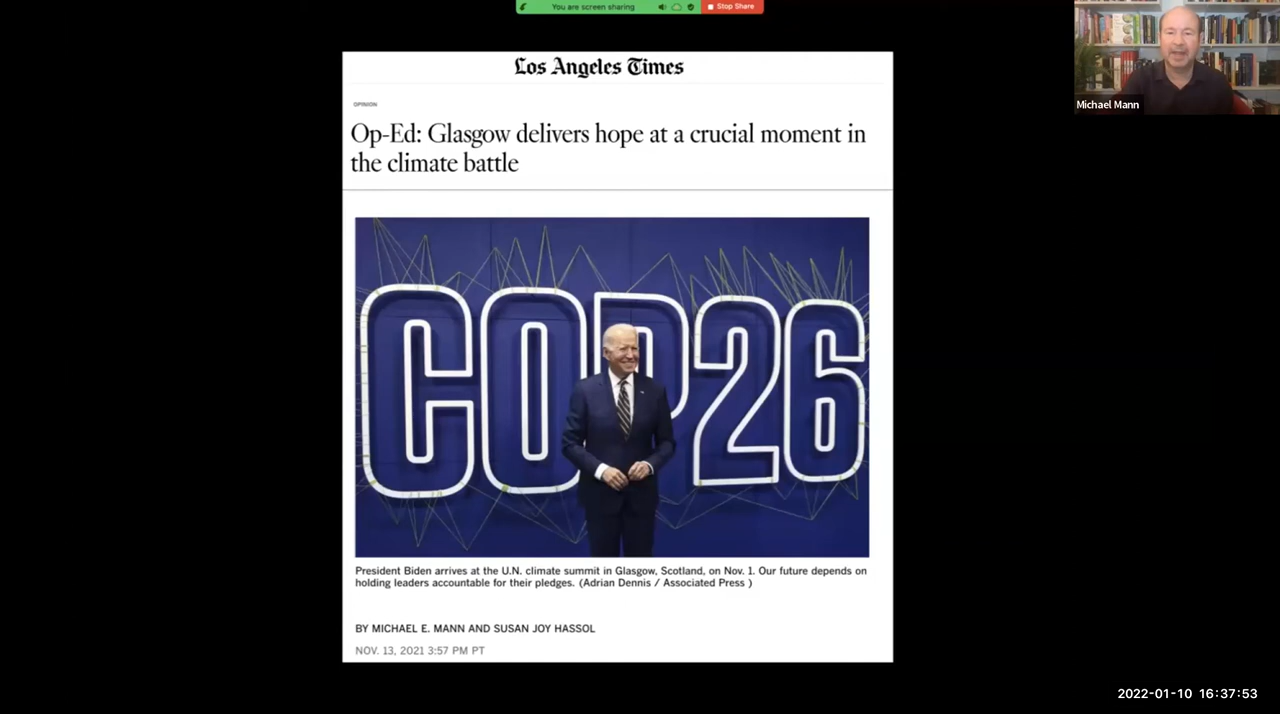 You are screen sharing
Stop Share
Michael Mann
Los Angeles Times
OPINION
Op-Ed: Glasgow delivers hope at a crucial moment in
the climate battle
COP26
President Biden arrives at the U.N. climate summit in Glasgow, Scotland, on Nov. 1. Our future depends on
holding leaders accountable for their pledges. (Adrian Dennis / Associated Press )
BY MICHAEL E. MANN AND SUSAN JOY HASSOL
NOV. 13, 2021 3:57 PM PT
2022-01-10 16:37:53